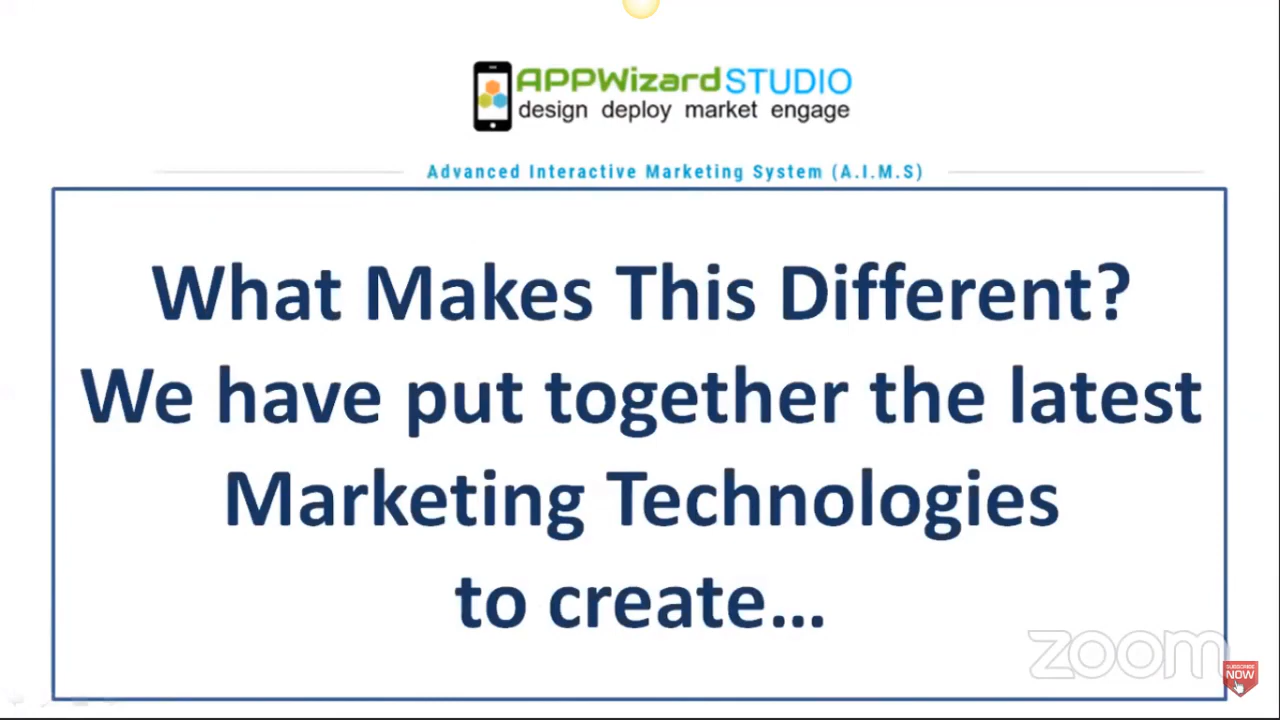 APPWizardSTUDIO
design deploy market engage
Advanced Interactive Marketing System (A.I.M.S)
What Makes This Different?
We have put together the latest
Marketing Technologies
to create...
zoom
SUBSCRIBE
NOW